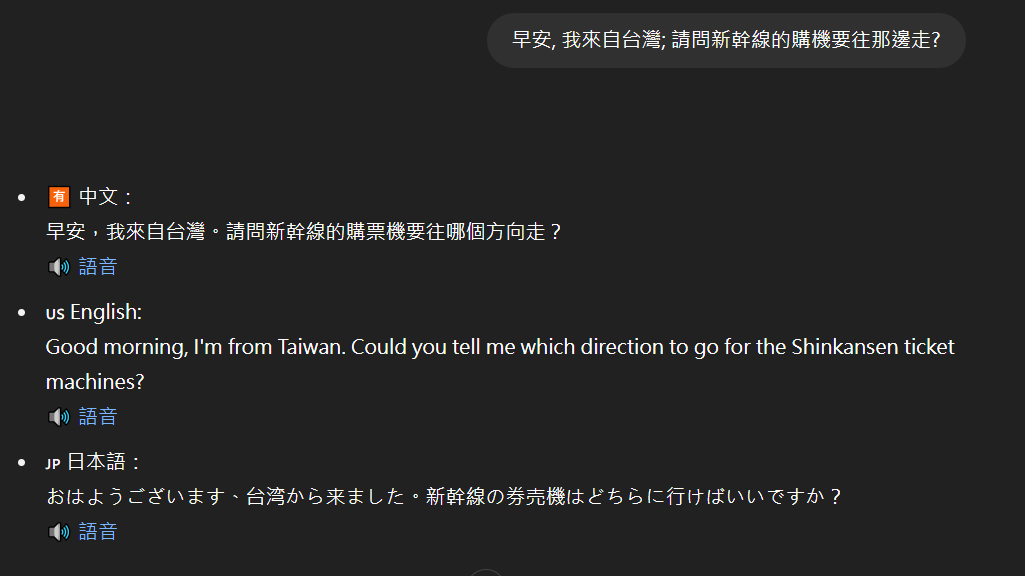 早安, 我來自台灣; 請問新幹線的購機要往那邊走?
🈶 中文：
早安，我來自台灣。請問新幹線的購票機要往哪個方向走？
🔊 語音
US English:
Good morning, I'm from Taiwan. Could you tell me which direction to go for the Shinkansen ticket
machines?
🔊 語音
JP 日本語：
おはようございます、台湾から来ました。新幹線の券売機はどちらに行けばいいですか？
🔊 語音